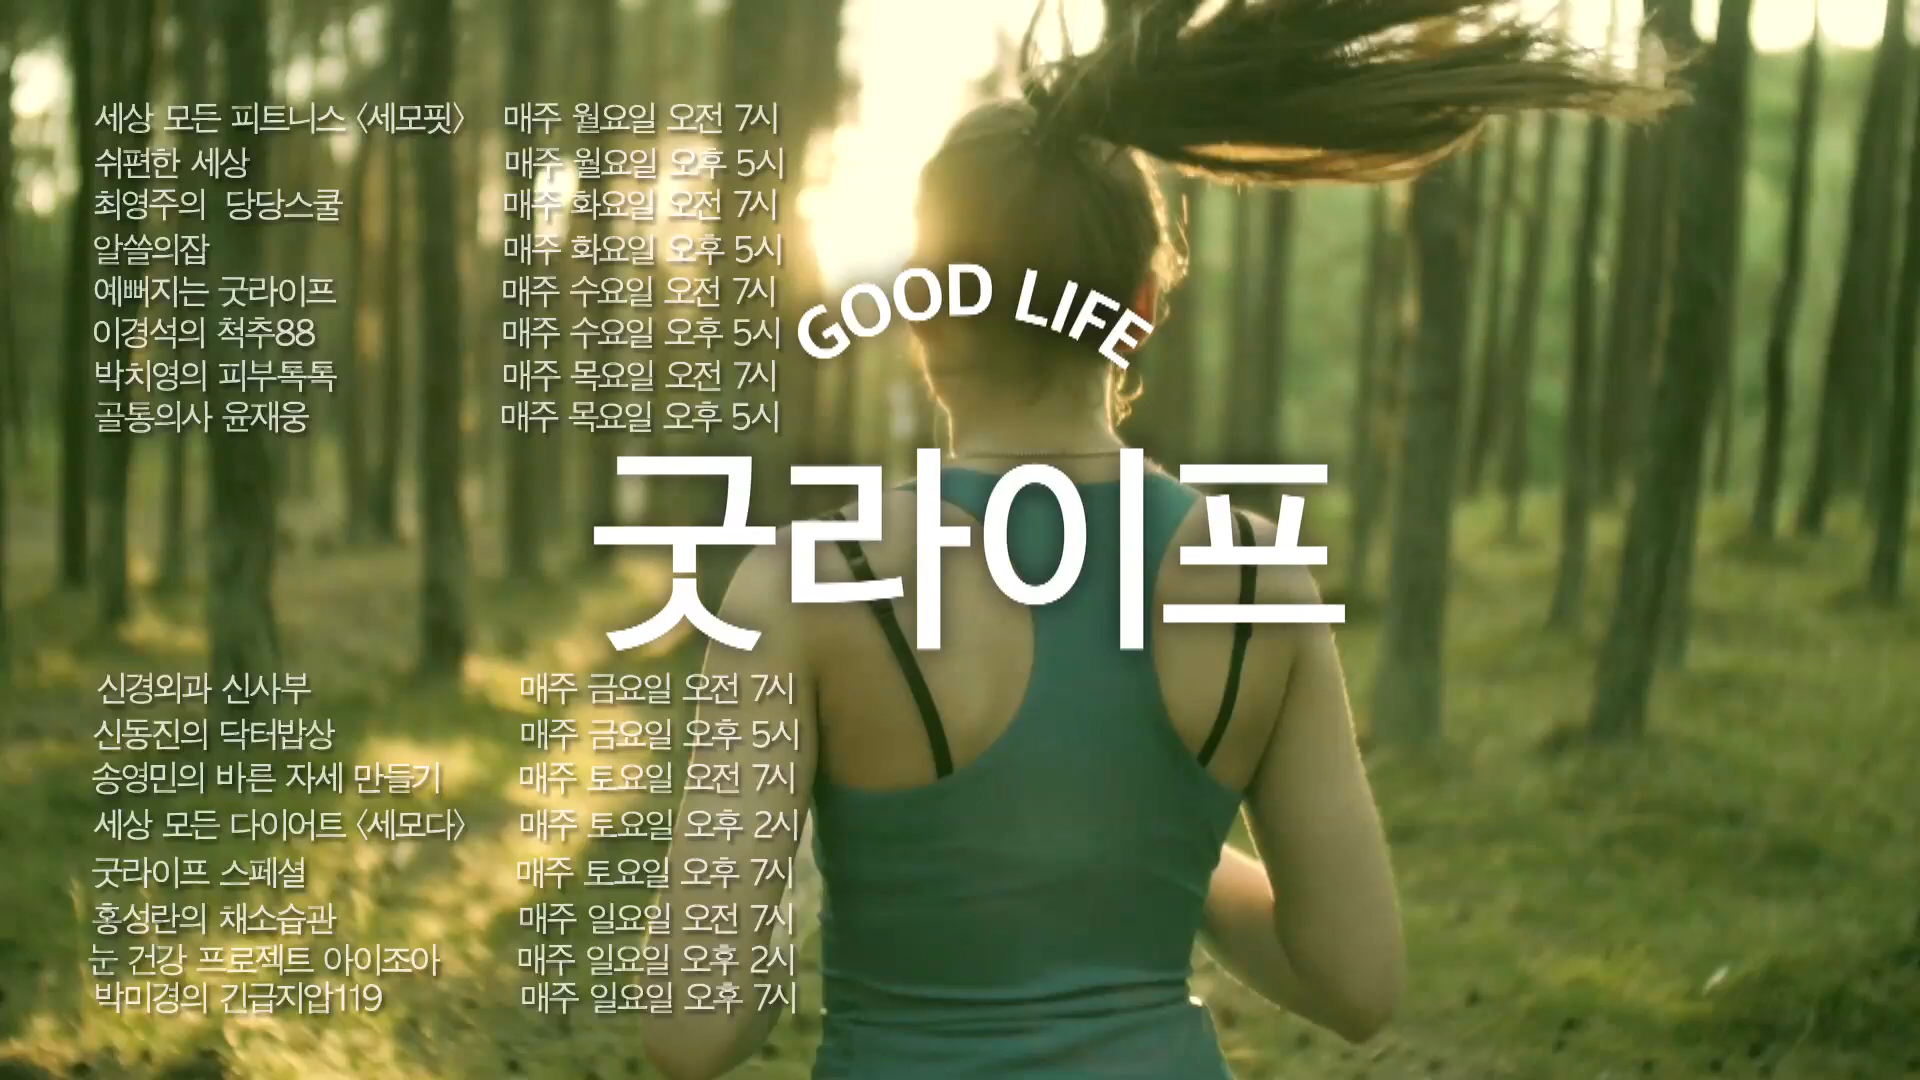 세상 모든 피트니스 〈세모핏〉 매주 월요일 오전 7시
쉬편한 세상 매주 월요일 오후 5시
최영주의 당당스쿨 매주 화요일 오전 7시
알쓸의잡 매주 화요일 오후 5시
예뻐지는 굿라이프 매주 수요일 오전 7시
이경석의 척추88 매주 수요일 오후 5시
박치영의 피부톡톡 매주 목요일 오전 7시
골통의사 윤재웅 매주 목요일 오후 5시
GOOD LIFE
굿라이프
신경외과 신사부 매주 금요일 오전 7시
신동진의 닥터밥상 매주 금요일 오후 5시
송영민의 바른 자세 만들기 매주 토요일 오전 7시
세상 모든 다이어트 〈세모다〉 매주 토요일 오후 2시
굿라이프 스페셜 매주 토요일 오후 7시
홍성란의 채소습관 매주 일요일 오전 7시
눈 건강 프로젝트 아이조아 매주 일요일 오후 2시
박미경의 긴급지압119 매주 일요일 오후 7시